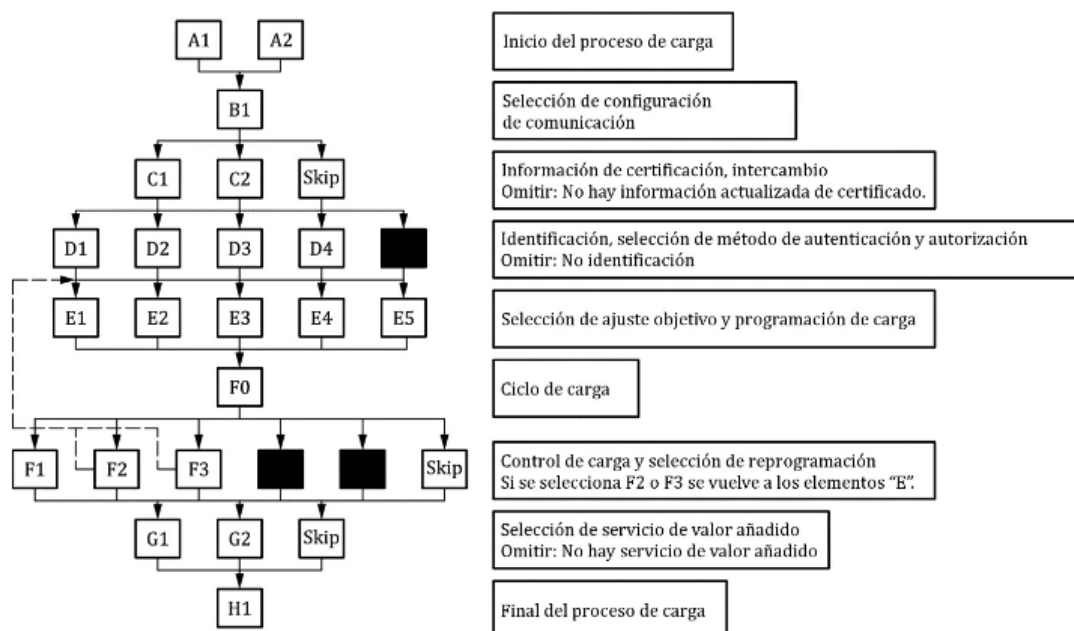 A1 A2
Inicio del proceso de carga
B1
Selección de configuración
de comunicación
C1 C2 Skip
Información de certificación, intercambio
Omitir: No hay información actualizada de certificado.
D1 D2 D3 D4
Identificación, selección de método de autenticación y autorización
Omitir: No identificación
E1 E2 E3 E4 E5
Selección de ajuste objetivo y programación de carga
F0
Ciclo de carga
F1 F2 F3 Skip
Control de carga y selección de reprogramación
Si se selecciona F2 o F3 se vuelve a los elementos “E”.
G1 G2 Skip
Selección de servicio de valor añadido
Omitir: No hay servicio de valor añadido
H1
Final del proceso de carga